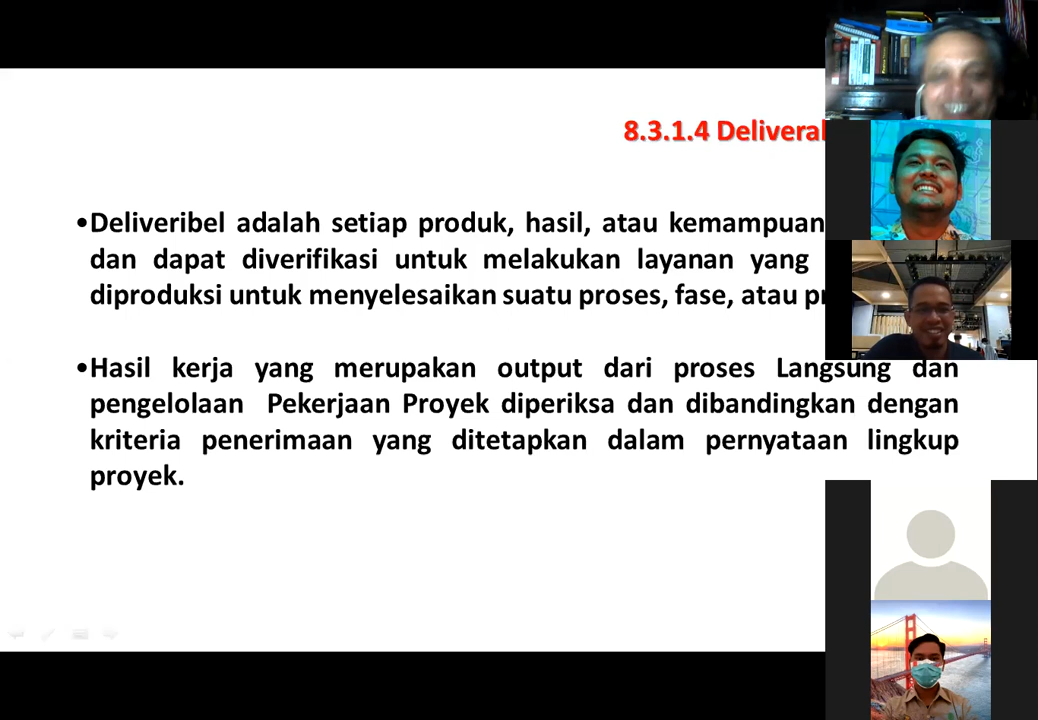 8.3.1.4
•Deliveribel adalah setiap produk, hasil, atau kemampuan
dan dapat diverifikasi untuk melakukan layanan yang
diproduksi untuk menyelesaikan suatu proses, fase, atau
•Hasil kerja yang merupakan output dari proses Langsung dan
pengelolaan Pekerjaan Proyek diperiksa dan dibandingkan dengan
kriteria penerimaan yang ditetapkan dalam pernyataan lingkup
proyek.